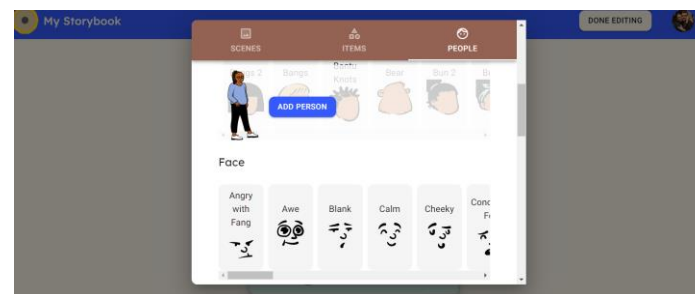 My Storybook
DONE EDITING
SCENES
ITEMS
PEOPLE
Bangs
Knots
Bear
Bun 2
ADD PERSON
Face
Angry with Fang
Awe
Blank
Calm
Cheeky